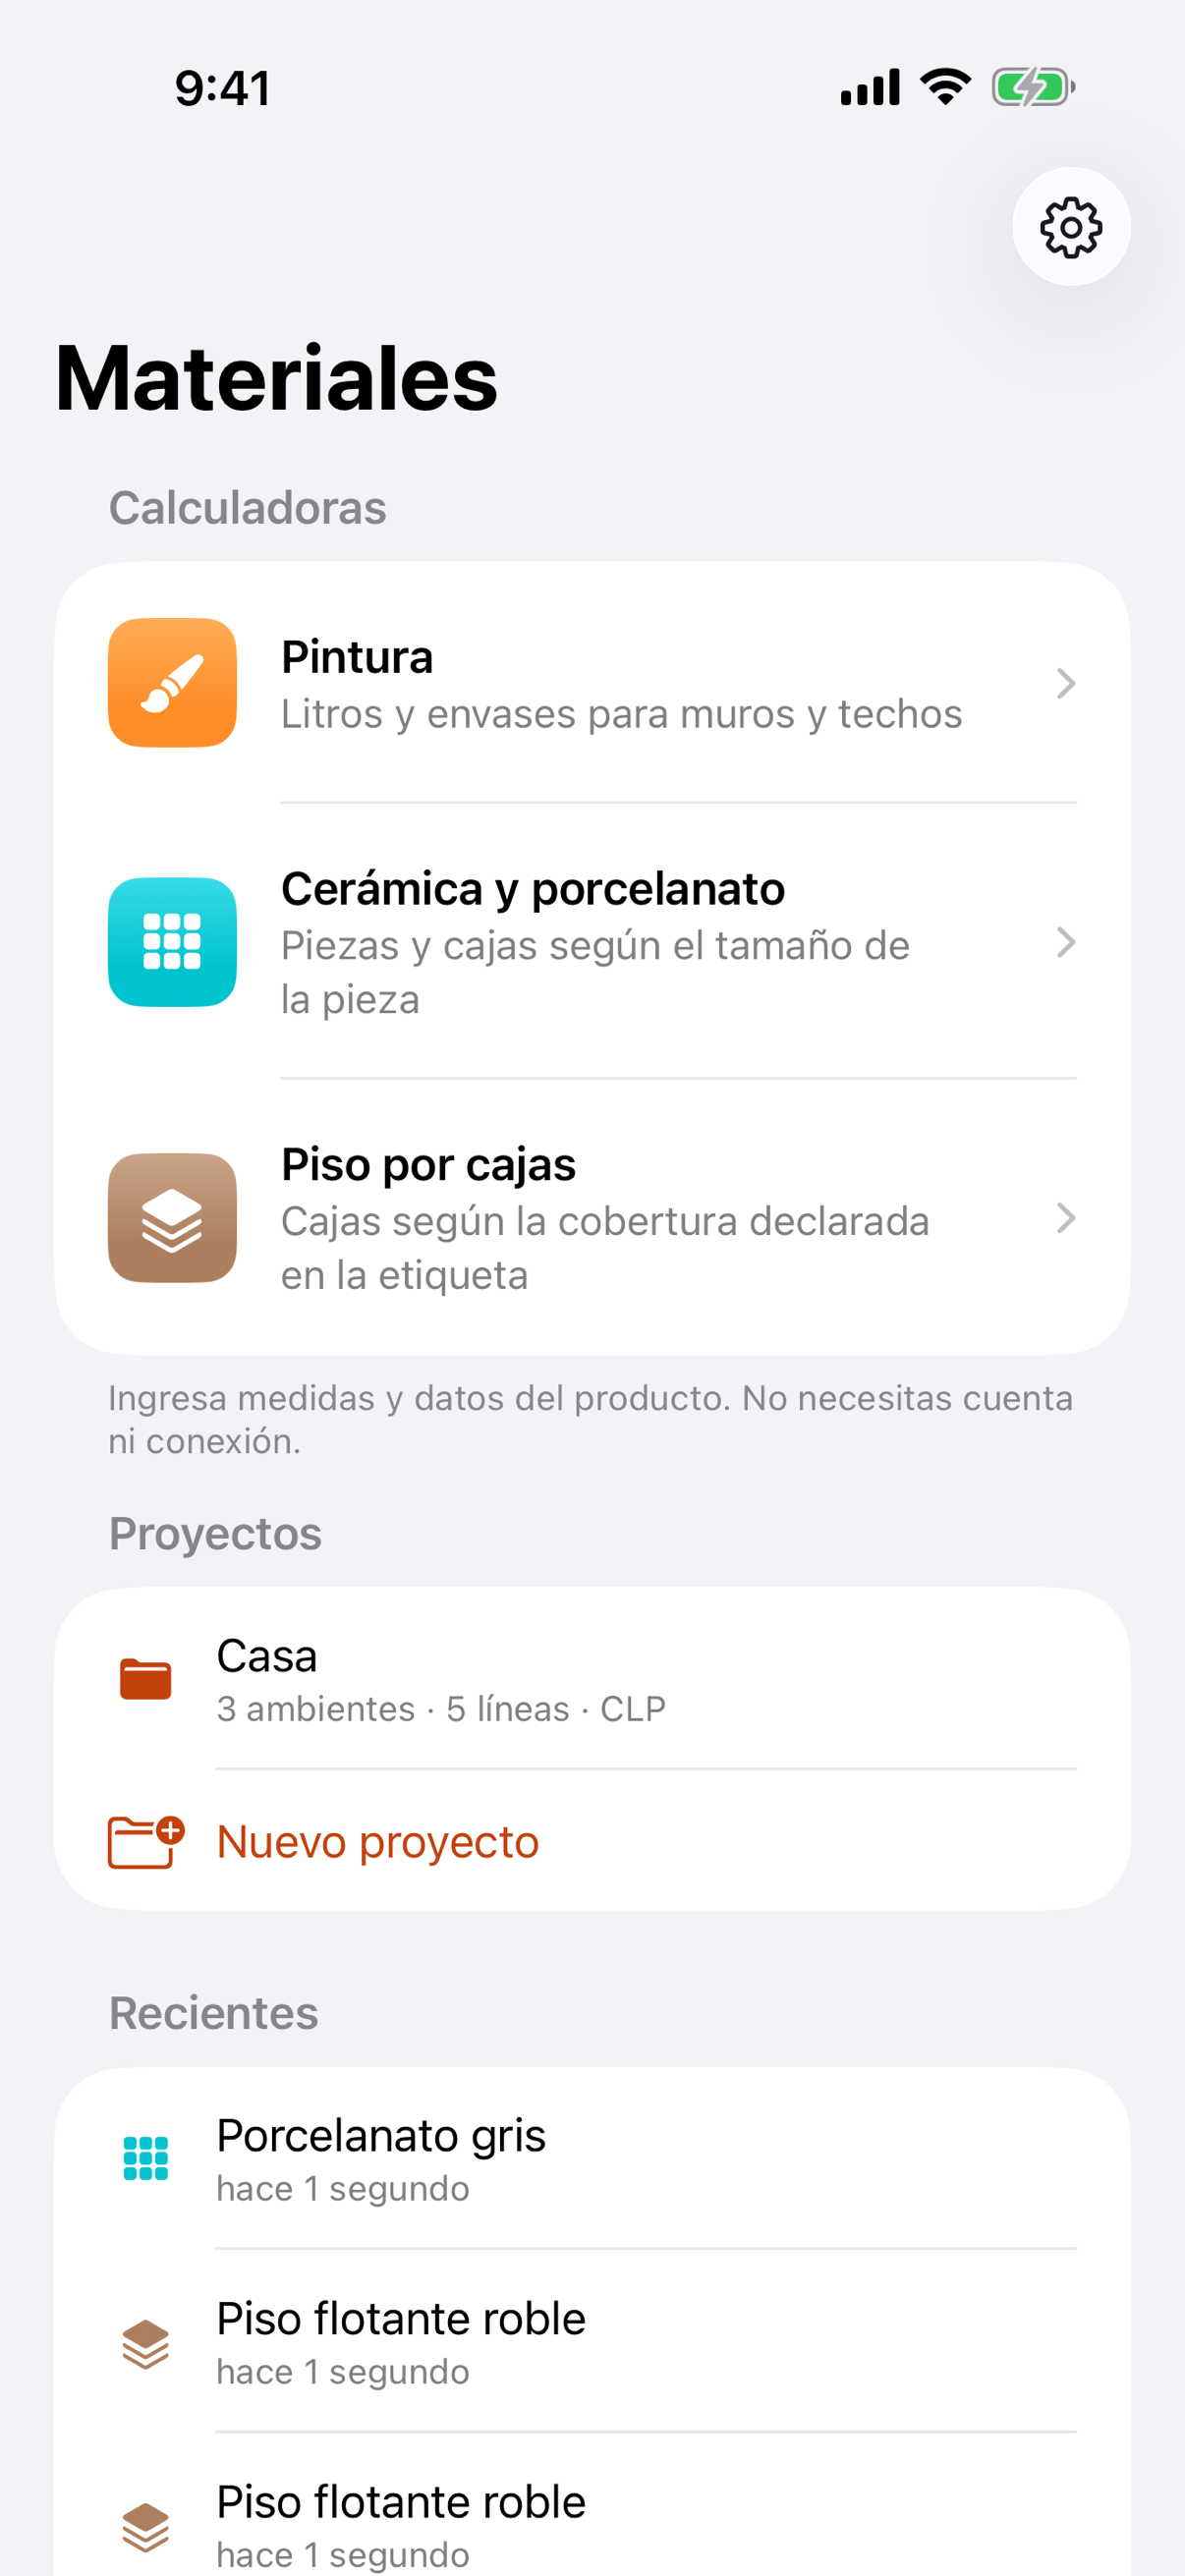 9:41
Materiales
Calculadoras
Pintura
Litros y envases para muros y techos
Cerámica y porcelanato
Piezas y cajas según el tamaño de
la pieza
Piso por cajas
Cajas según la cobertura declarada
en la etiqueta
Ingresa medidas y datos del producto. No necesitas cuenta
ni conexión.
Proyectos
Casa
3 ambientes · 5 líneas · CLP
Nuevo proyecto
Recientes
Porcelanato gris
hace 1 segundo
Piso flotante roble
hace 1 segundo
Piso flotante roble
hace 1 segundo